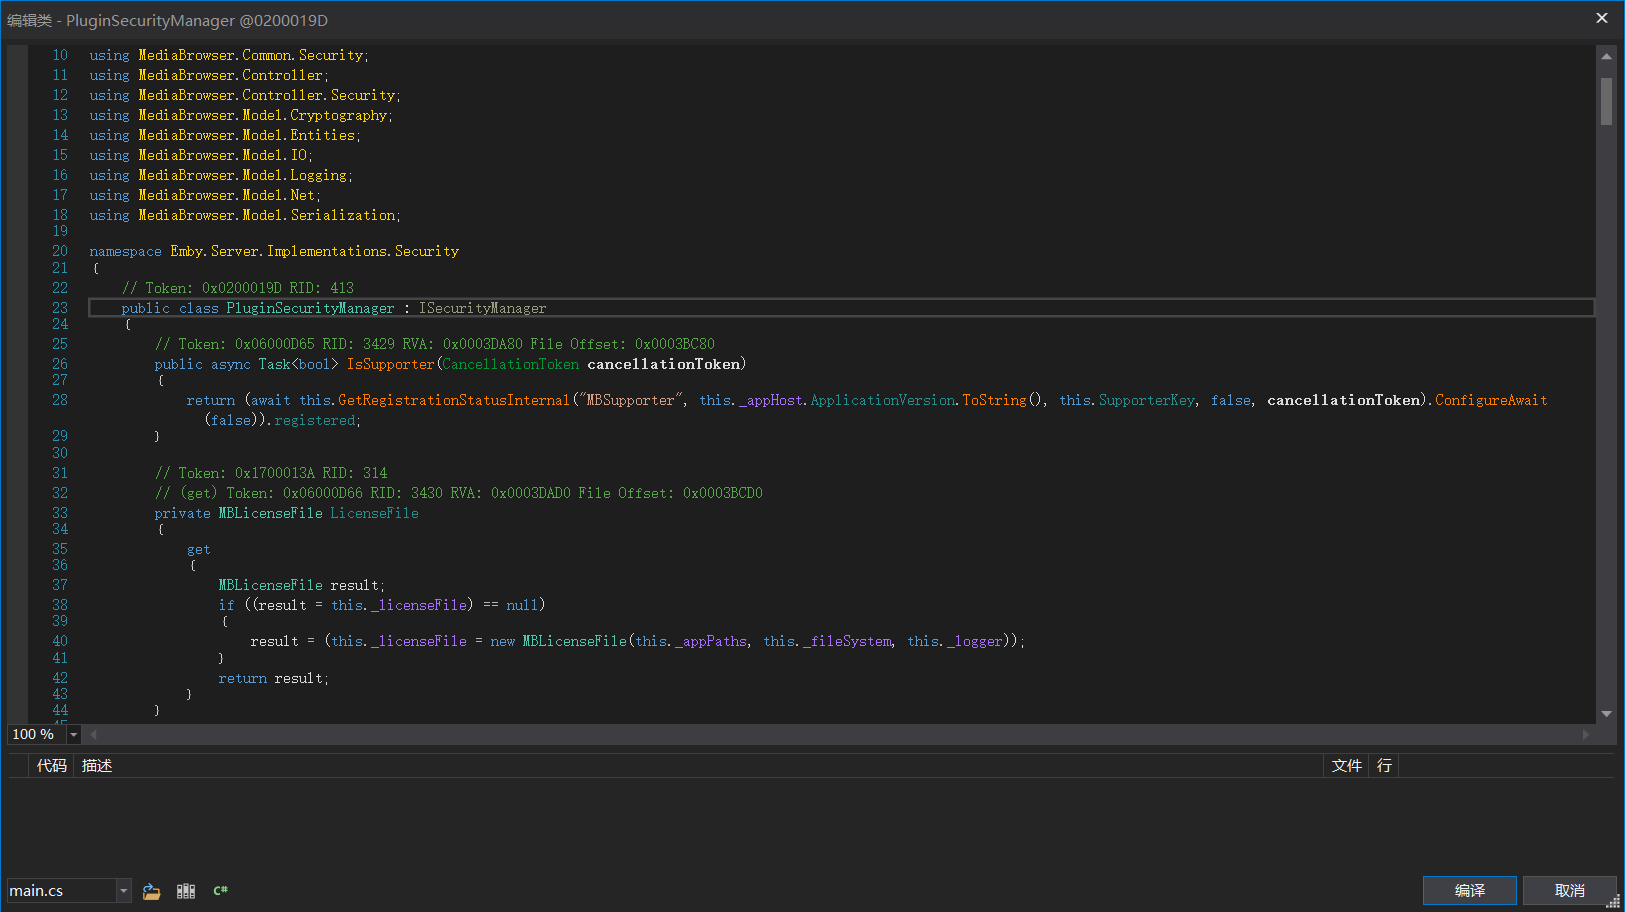 编辑类 - PluginSecurityManager @0200019D
10 using MediaBrowser.Common.Security;
11 using MediaBrowser.Controller;
12 using MediaBrowser.Controller.Security;
13 using MediaBrowser.Model.Cryptography;
14 using MediaBrowser.Model.Entities;
15 using MediaBrowser.Model.IO;
16 using MediaBrowser.Model.Logging;
17 using MediaBrowser.Model.Net;
18 using MediaBrowser.Model.Serialization;
19
20 namespace Emby.Server.Implementations.Security
21 {
22 // Token: 0x0200019D RID: 413
23 public class PluginSecurityManager : ISecurityManager
24 {
25 // Token: 0x06000D65 RID: 3429 RVA: 0x0003DA80 File Offset: 0x0003BC80
26 public async Task<bool> IsSupporter(CancellationToken cancellationToken)
27 {
28 return (await this.GetRegistrationStatusInternal("MBSupporter", this._appHost.ApplicationVersion.ToString(), this.SupporterKey, false, cancellationToken).ConfigureAwait
(false)).registered;
29 }
30
31 // Token: 0x1700013A RID: 314
32 // (get) Token: 0x06000D66 RID: 3430 RVA: 0x0003DAD0 File Offset: 0x0003BCD0
33 private MBLicenseFile LicenseFile
34 {
35 get
36 {
37 MBLicenseFile result;
38 if ((result = this._licenseFile) == null)
39 {
40 result = (this._licenseFile = new MBLicenseFile(this._appPaths, this._fileSystem, this._logger));
41 }
42 return result;
43 }
44 }
45
100 %
代码 描述 文件 行
main.cs C# 编译 取消